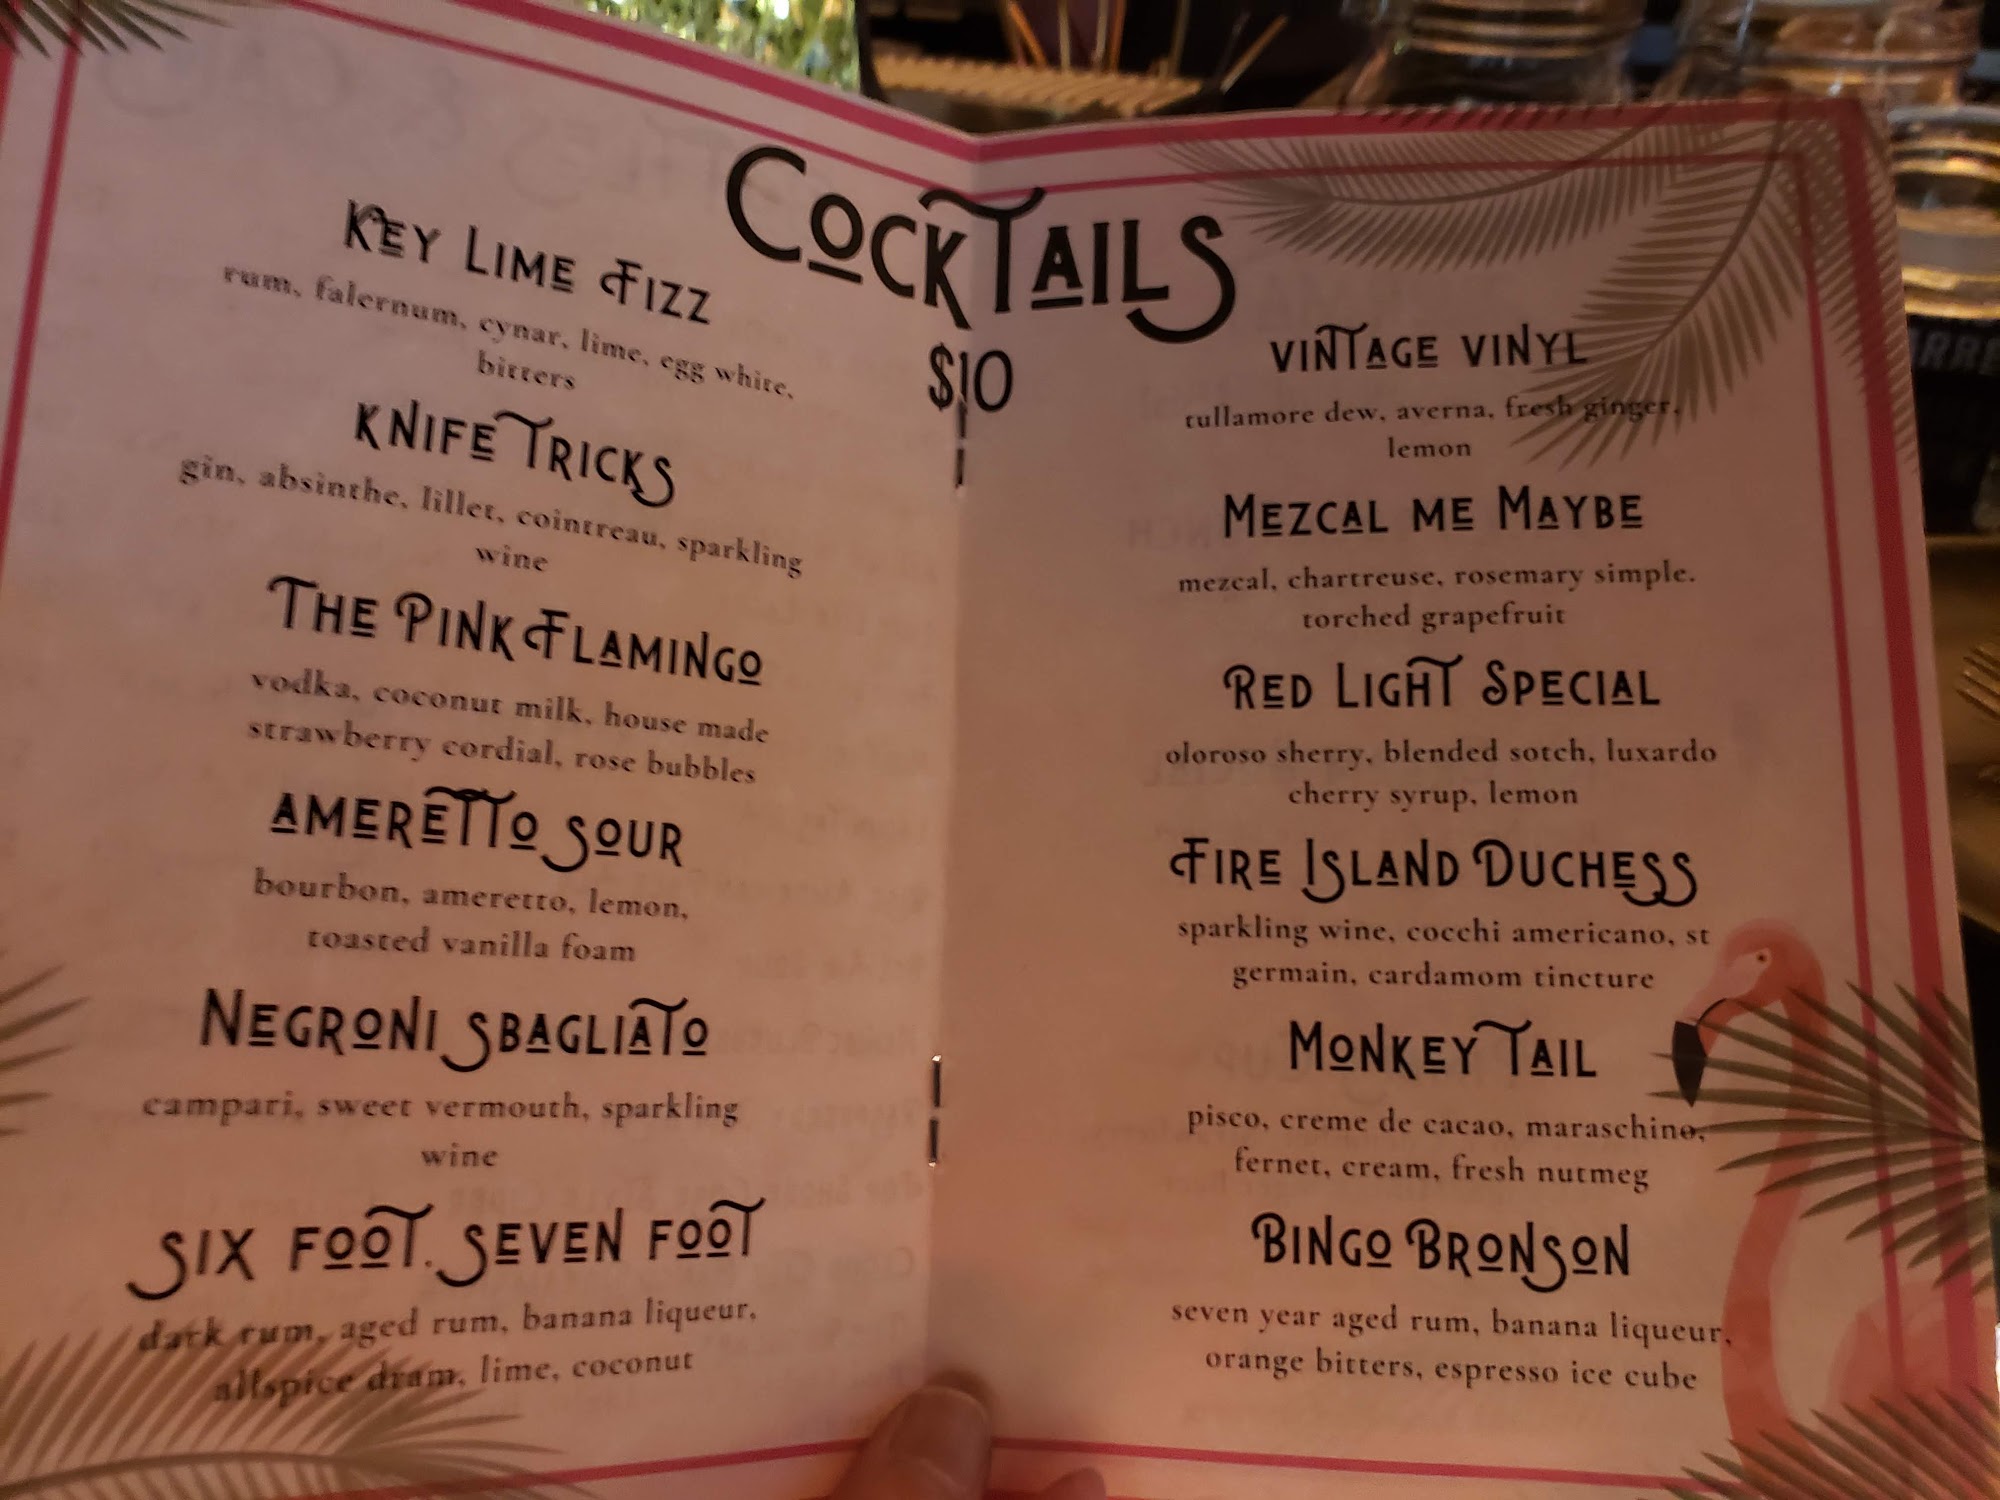 COCKTAILS
$10
KEY LIME FIZZ
rum, falernum, cynar, lime, egg white,
bitters
KNIFE TRICKS
gin, absinthe, lillet, cointreau, sparkling
wine
THE PINK FLAMINGO
vodka, coconut milk, house made
strawberry cordial, rose bubbles
AMERETTO SOUR
bourbon, ameretto, lemon,
toasted vanilla foam
NEGRONI SBAGLIATO
campari, sweet vermouth, sparkling
wine
SIX FOOT, SEVEN FOOT
dark rum, aged rum, banana liqueur,
allspice dram, lime, coconut
VINTAGE VINYL
tullamore dew, averna, fresh ginger,
lemon
MEZCAL ME MAYBE
mezcal, chartreuse, rosemary simple,
torched grapefruit
RED LIGHT SPECIAL
oloroso sherry, blended sotch, luxardo
cherry syrup, lemon
FIRE ISLAND DUCHESS
sparkling wine, cocchi americano, st
germain, cardamom tincture
MONKEY TAIL
pisco, creme de cacao, maraschino,
fernet, cream, fresh nutmeg
BINGO BRONSON
seven year aged rum, banana liqueur,
orange bitters, espresso ice cube